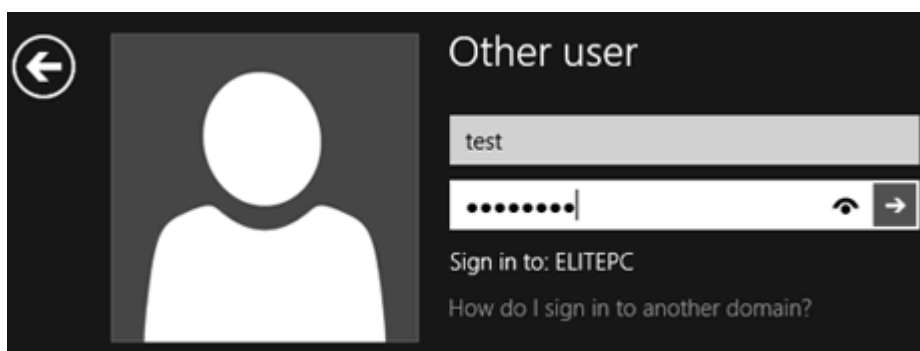 Other user
test
••••••••
Sign in to: ELITEPC
How do I sign in to another domain?